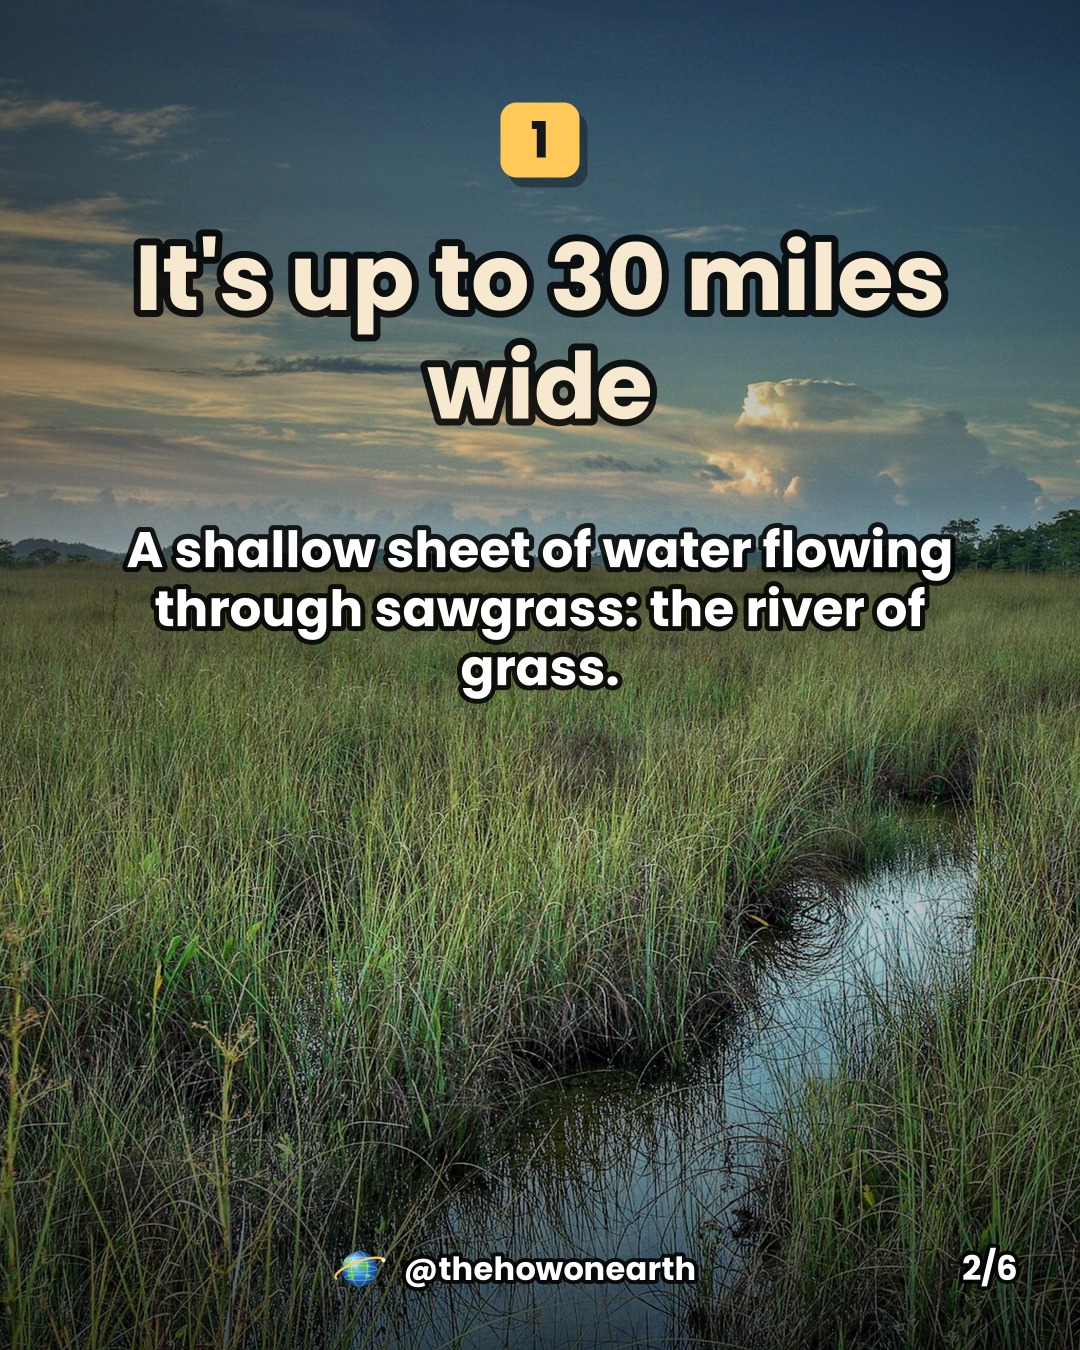 1
It's up to 30 miles
wide
A shallow sheet of water flowing
through sawgrass: the river of
grass.
@thehowonearth
2/6